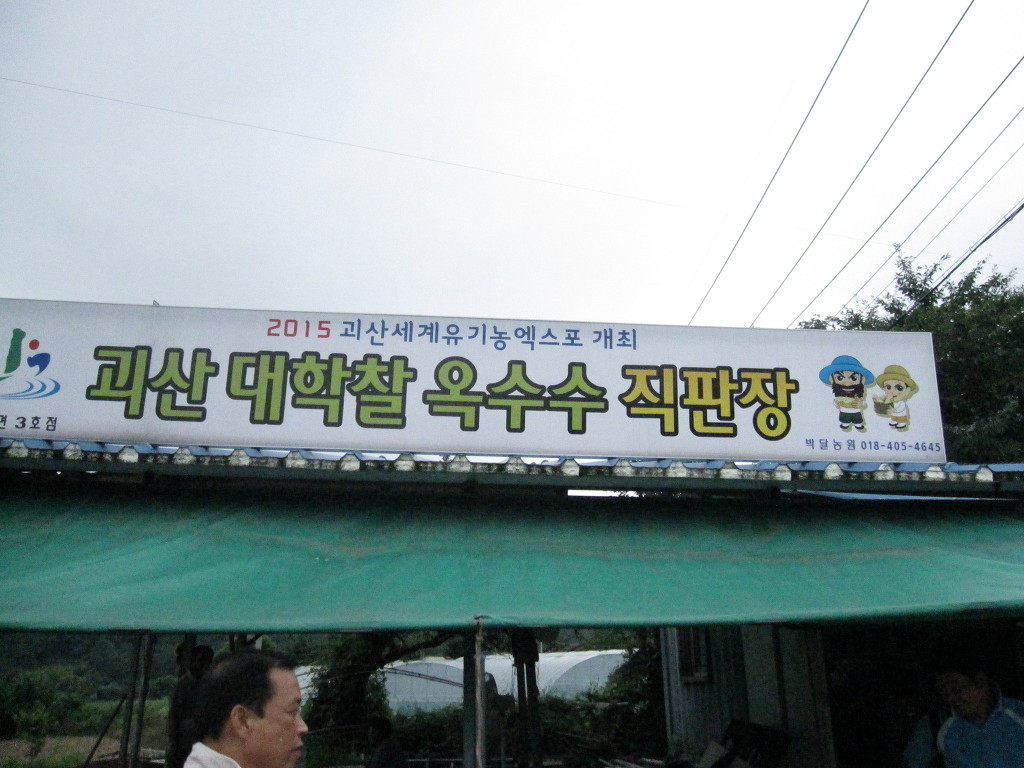 2015 괴산세계유기농엑스포 개최
괴산 대학찰 옥수수 직판장
3호점
박달농원 018-405-4645